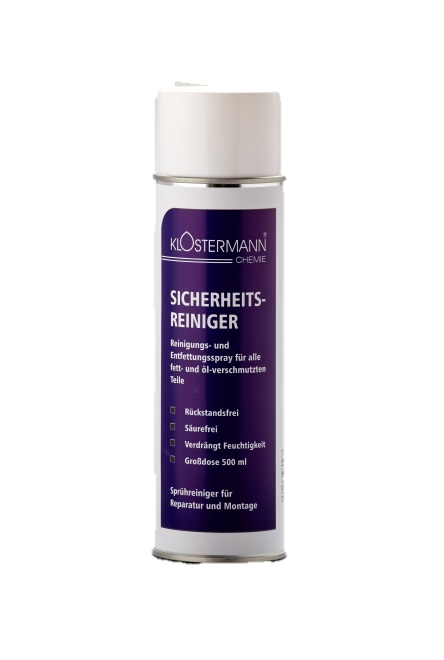 KLOSTERMANN®
CHEMIE
SICHERHEITS-
REINIGER
Reinigungs- und
Entfettungsspray für alle
fett- und öl-verschmutzten
Teile
Rückstandsfrei
Säurefrei
Verdrängt Feuchtigkeit
Großdose 500 ml
Sprühreiniger für
Reparatur und Montage